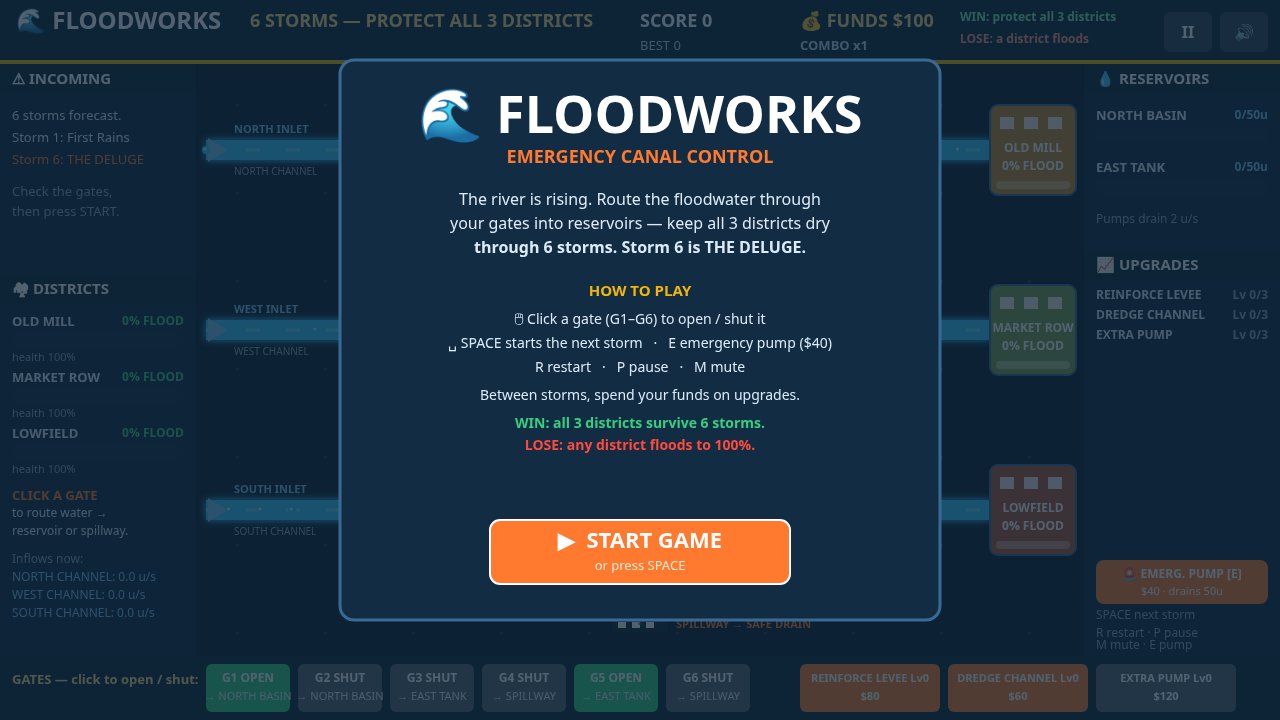 🌊 FLOODWORKS
6 STORMS — PROTECT ALL 3 DISTRICTS
SCORE 0
BEST 0
💰 FUNDS $100
COMBO x1
WIN: protect all 3 districts
LOSE: a district floods
II
⚠ INCOMING
6 storms forecast.
Storm 1: First Rains
Storm 6: THE DELUGE
Check the gates,
then press START.
🏘 DISTRICTS
OLD MILL 0% FLOOD
health 100%
MARKET ROW 0% FLOOD
health 100%
LOWFIELD 0% FLOOD
health 100%
CLICK A GATE
to route water →
reservoir or spillway.
Inflows now:
NORTH CHANNEL: 0.0 u/s
WEST CHANNEL: 0.0 u/s
SOUTH CHANNEL: 0.0 u/s
NORTH INLET
NORTH CHANNEL
WEST INLET
WEST CHANNEL
SOUTH INLET
SOUTH CHANNEL
🌊 FLOODWORKS
EMERGENCY CANAL CONTROL
The river is rising. Route the floodwater through
your gates into reservoirs — keep all 3 districts dry
through 6 storms. Storm 6 is THE DELUGE.
HOW TO PLAY
🖱 Click a gate (G1–G6) to open / shut it
␣ SPACE starts the next storm · E emergency pump ($40)
R restart · P pause · M mute
Between storms, spend your funds on upgrades.
WIN: all 3 districts survive 6 storms.
LOSE: any district floods to 100%.
▶ START GAME
or press SPACE
SPILLWAY → SAFE DRAIN
OLD MILL
0% FLOOD
MARKET ROW
0% FLOOD
LOWFIELD
0% FLOOD
💧 RESERVOIRS
NORTH BASIN 0/50u
EAST TANK 0/50u
Pumps drain 2 u/s
📈 UPGRADES
REINFORCE LEVEE Lv 0/3
DREDGE CHANNEL Lv 0/3
EXTRA PUMP Lv 0/3
🚨 EMERG. PUMP [E]
$40 · drains 50u
SPACE next storm
R restart · P pause
M mute · E pump
GATES — click to open / shut:
G1 OPEN
→ NORTH BASIN
G2 SHUT
→ NORTH BASIN
G3 SHUT
→ EAST TANK
G4 SHUT
→ SPILLWAY
G5 OPEN
→ EAST TANK
G6 SHUT
→ SPILLWAY
REINFORCE LEVEE Lv0
$80
DREDGE CHANNEL Lv0
$60
EXTRA PUMP Lv0
$120